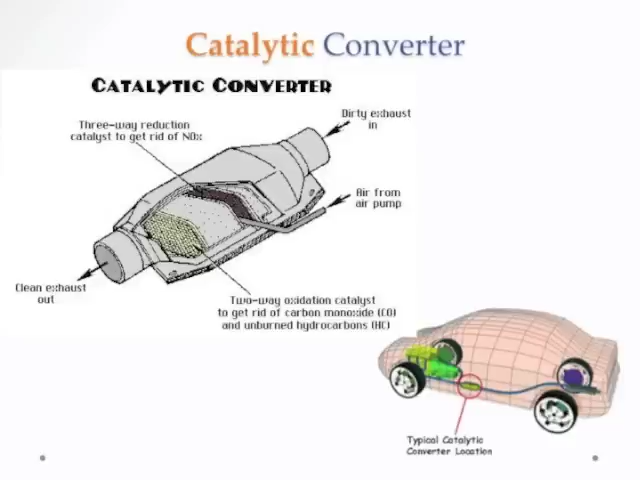 Catalytic Converter
CATALYTIC CONVERTER
Dirty exhaust
in
Three-way reduction
catalyst to get rid of NOx
Air from
air pump
Clean exhaust
out
Two-way oxidation catalyst
to get rid of carbon monoxide (CO)
and unburned hydrocarbons (HC)
Typical Catalytic
Converter Location